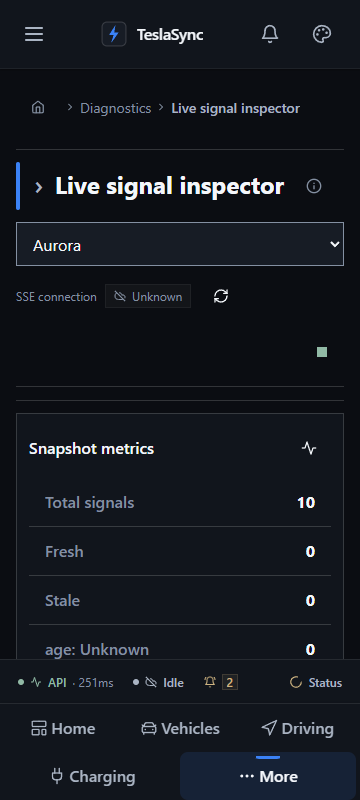 TeslaSync
Diagnostics
Live signal inspector
Live signal inspector
Aurora
SSE connection Unknown
Snapshot metrics
Total signals 10
Fresh 0
Stale 0
age: Unknown 0
API · 251ms Idle 2 Status
Home Vehicles Driving
Charging More